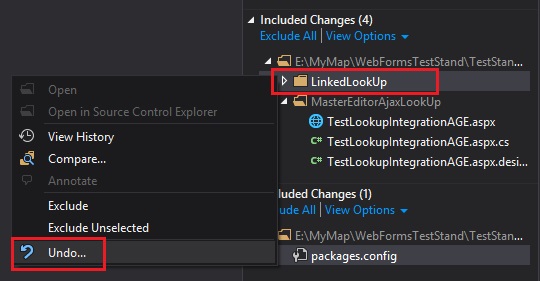 Included Changes (4)
Exclude All | View Options
E:\MyMap\WebFormsTestStand\TestStan
LinkedLookUp
MasterEditorAjaxLookUp
TestLookupIntegrationAGE.aspx
C# TestLookupIntegrationAGE.aspx.cs
C# TestLookupIntegrationAGE.aspx.desi...
cluded Changes (1)
ude All | View Options
E:\MyMap\WebFormsTestStand\TestStan
packages.config
Open
Open in Source Control Explorer
View History
Compare...
Annotate
Exclude
Exclude Unselected
Undo...